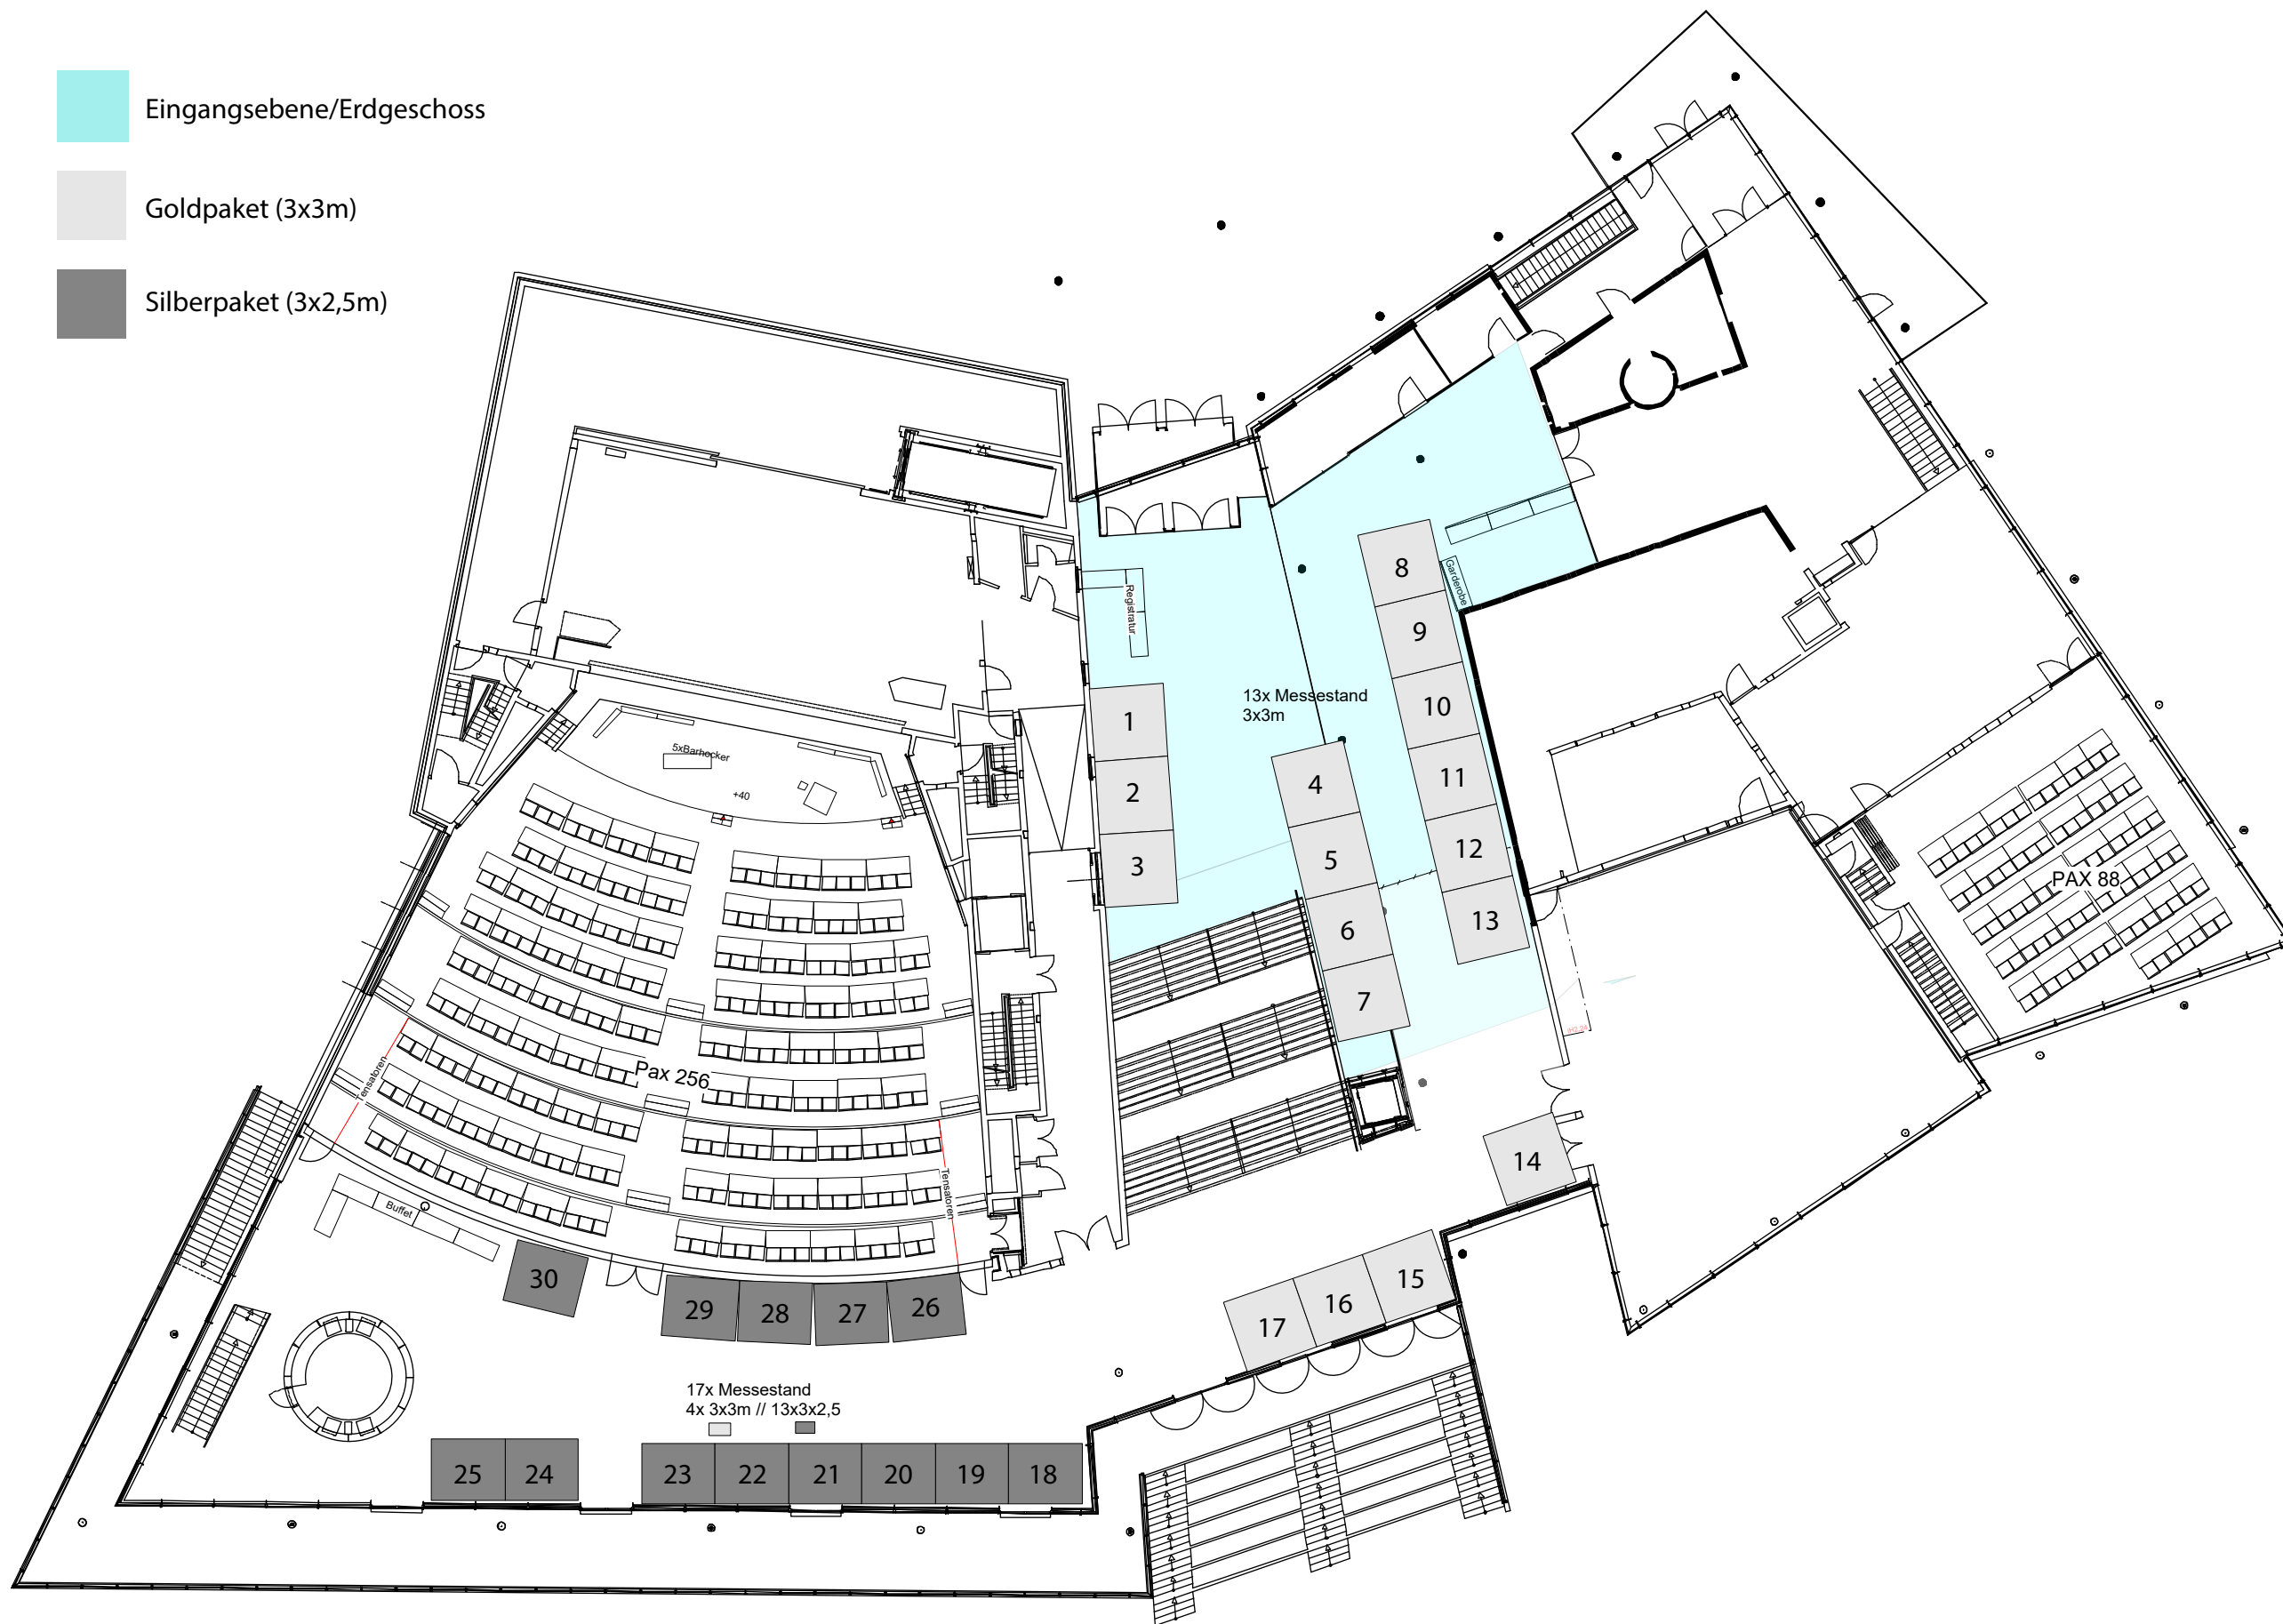 Eingangsebene/Erdgeschoss
Goldpaket (3x3m)
Silberpaket (3x2,5m)
8
Garderobe
Registratur
9
13x Messestand
3x3m
10
1
5xBarhocker
+40
2
4
11
3
5
12
PAX 88
6
13
7
Tensatoren
Pax 256
14
Tensatoren
Buffet
30
29
28
27
26
17
16
15
17x Messestand
4x 3x3m // 13x3x2,5
25
24
23
22
21
20
19
18